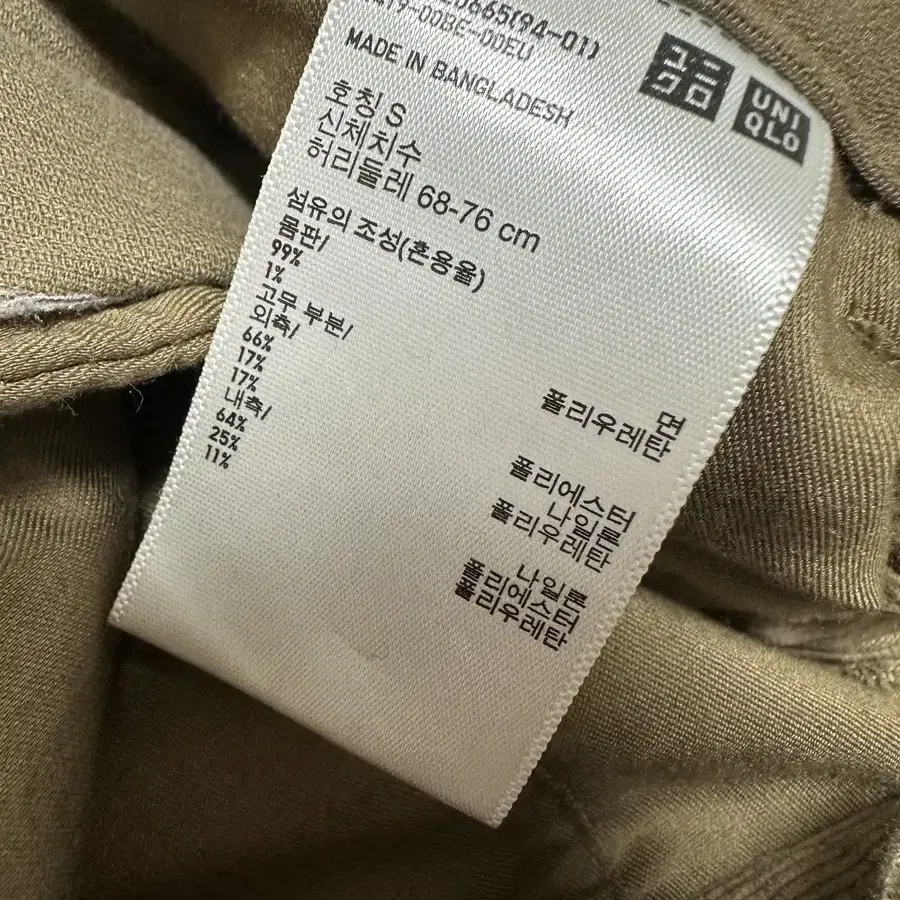 0665(94-01)
419-00BE-00EU
MADE IN BANGLADESH
ユニ
クロ
UNI
QLO
호칭 S
신체치수
허리둘레 68-76 cm
섬유의 조성(혼용율)
몸판/
99% 면
1% 폴리우레탄
고무 부분/
외측/
66% 폴리에스터
17% 나일론
17% 폴리우레탄
내측/
64% 나일론
25% 폴리에스터
11% 폴리우레탄